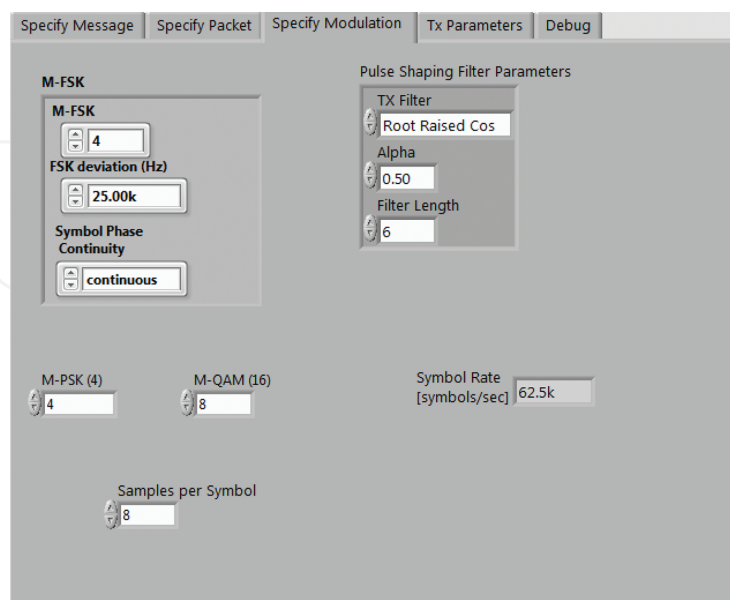 Specify Message
Specify Packet
Specify Modulation
Tx Parameters
Debug
M-FSK
M-FSK
4
FSK deviation (Hz)
25.00k
Symbol Phase
Continuity
continuous
Pulse Shaping Filter Parameters
TX Filter
Root Raised Cos
Alpha
0.50
Filter Length
6
M-PSK (4)
4
M-QAM (16)
8
Symbol Rate
[symbols/sec]
62.5k
Samples per Symbol
8